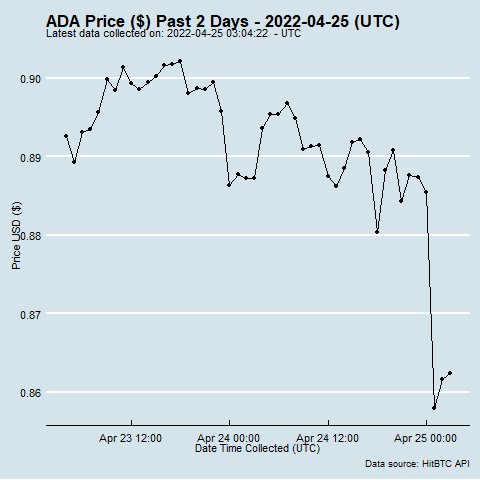 ADA Price ($) Past 2 Days - 2022-04-25 (UTC)
Latest data collected on: 2022-04-25 03:04:22 - UTC
0.90
0.89
0.88
0.87
0.86
Price USD ($)
Apr 23 12:00 Apr 24 00:00 Apr 24 12:00 Apr 25 00:00
Date Time Collected (UTC)
Data source: HitBTC API